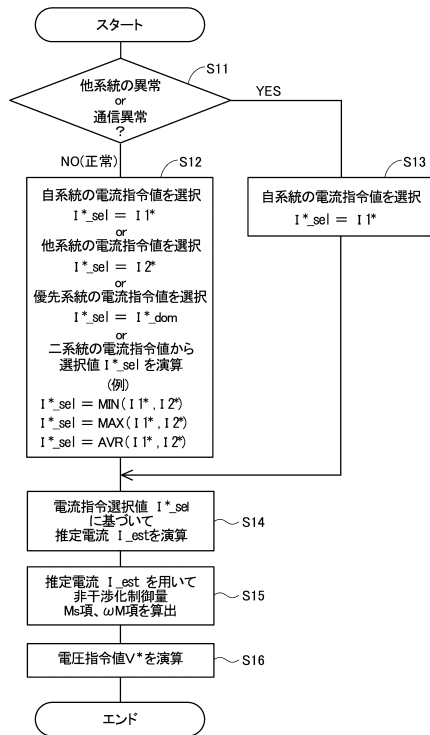 スタート
S11
他系統の異常
or
通信異常
?
YES
NO(正常)
S12
S13
自系統の電流指令値を選択
I*_sel = I1*
or
他系統の電流指令値を選択
I*_sel = I2*
or
優先系統の電流指令値を選択
I*_sel = I*_dom
or
二系統の電流指令値から
選択値 I*_sel を演算
(例)
I*_sel = MIN(I1*,I2*)
I*_sel = MAX(I1*,I2*)
I*_sel = AVR(I1*,I2*)
自系統の電流指令値を選択
I*_sel = I1*
電流指令選択値 I*_sel
に基づいて
推定電流 I_estを演算
S14
推定電流 I_est を用いて
非干渉化制御量
Ms項、ωM項を算出
S15
電圧指令値V*を演算
S16
エンド